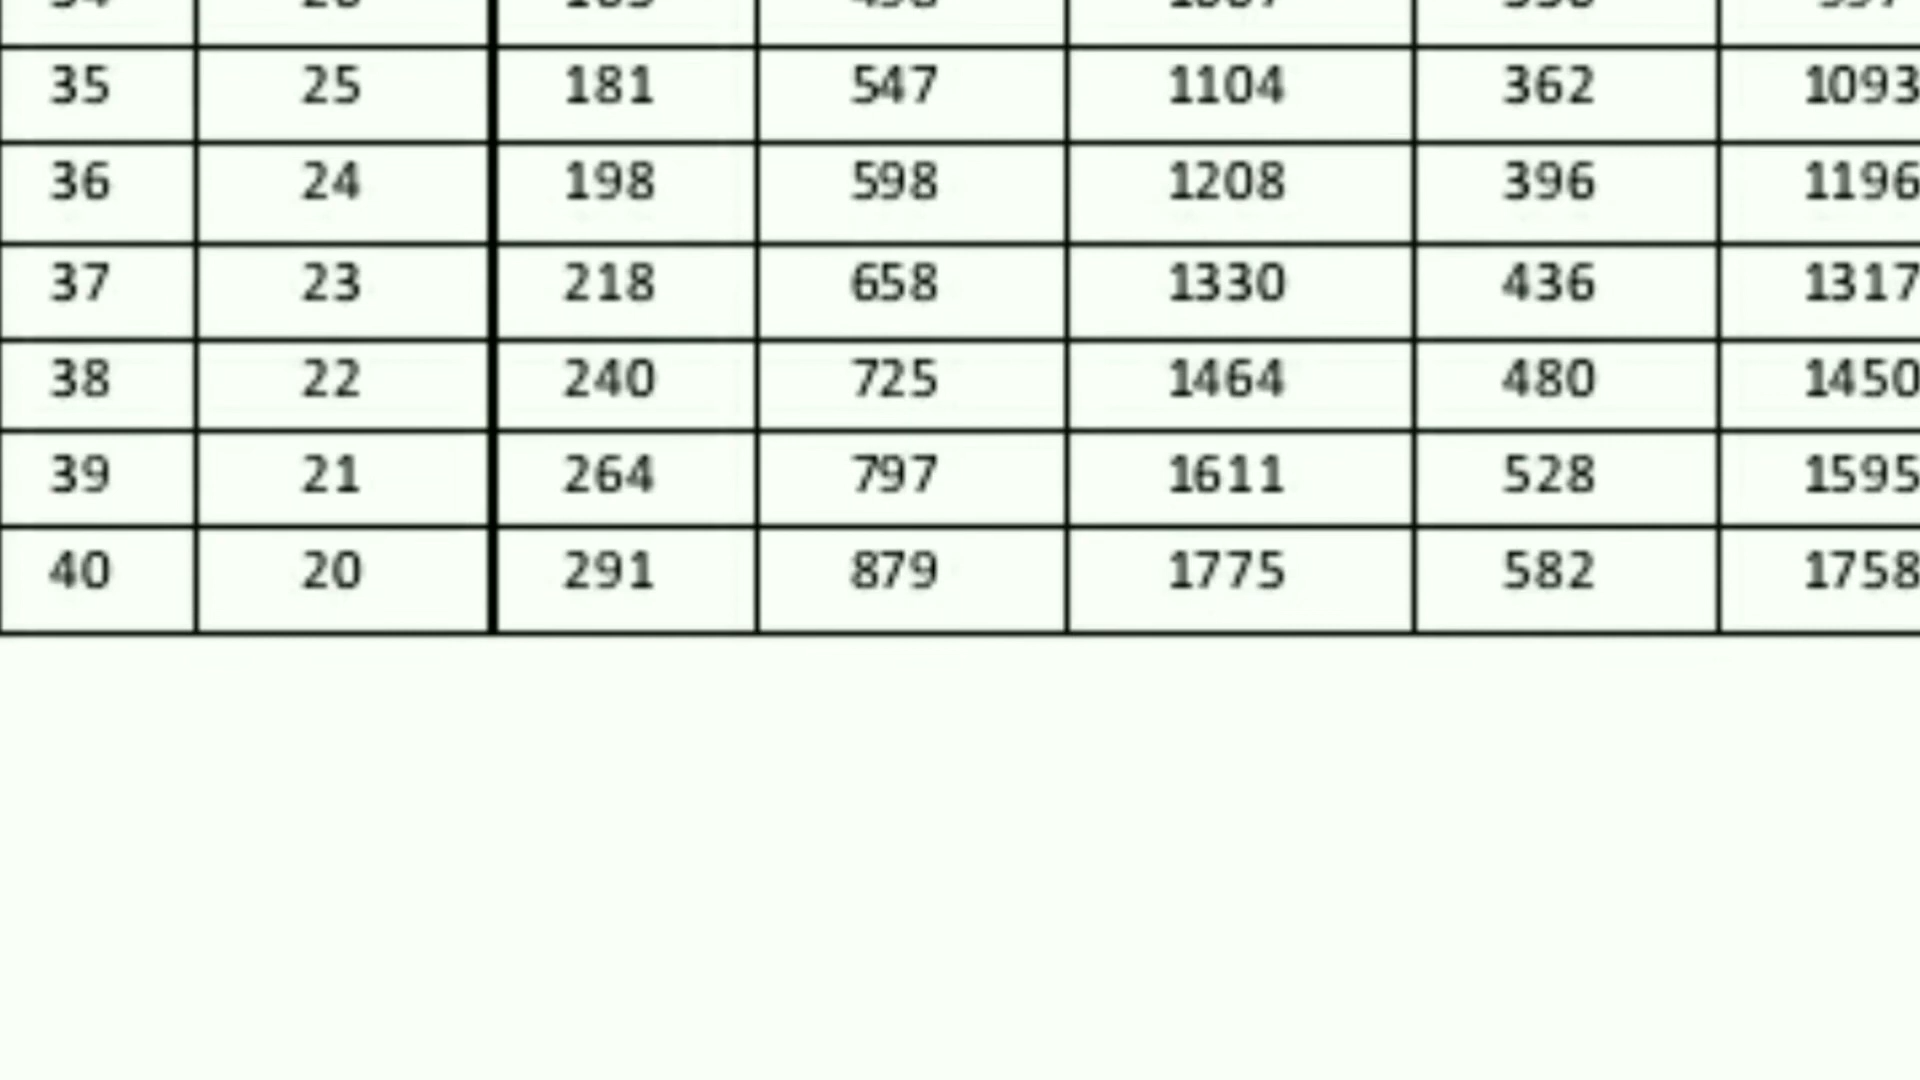 35 25 181 547 1104 362 1093
36 24 198 598 1208 396 1196
37 23 218 658 1330 436 1317
38 22 240 725 1464 480 1450
39 21 264 797 1611 528 1595
40 20 291 879 1775 582 1758